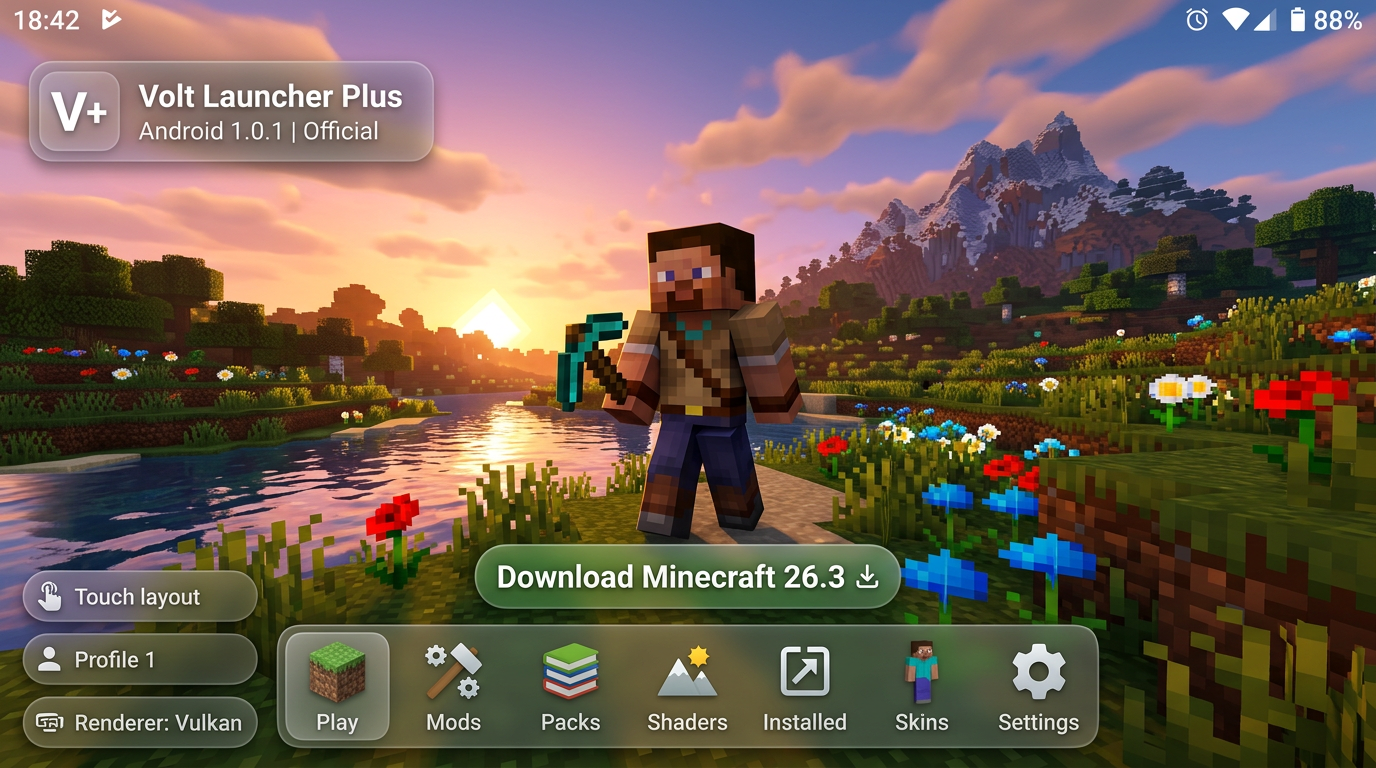 18:42
88%
V+
Volt Launcher Plus
Android 1.0.1 | Official
Download Minecraft 26.3
Touch layout
Profile 1
Renderer: Vulkan
Play
Mods
Packs
Shaders
Installed
Skins
Settings